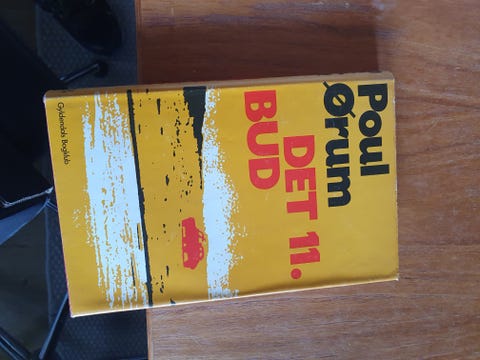 Poul
Ørum
DET 11.
BUD
Gyldendals Bogklub